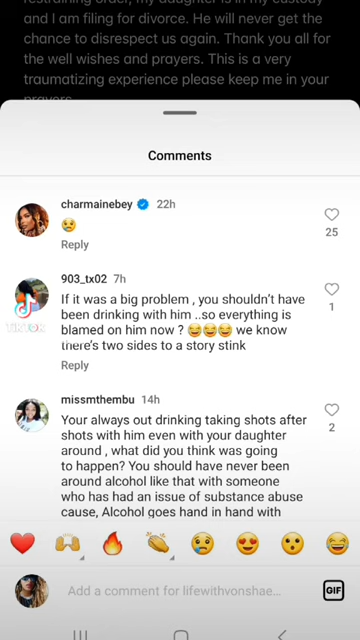 restraining order, my daughter is in my custody
and I am filing for divorce. He will never get the
chance to disrespect us again. Thank you all for
the well wishes and prayers. This is a very
traumatizing experience please keep me in your
prayers
Comments
charmainebey 22h
😢
25
Reply
903_tx02 7h
If it was a big problem , you shouldn't have
been drinking with him ..so everything is
blamed on him now ? 😂😂😂 we know
there's two sides to a story stink
1
TikTok
Reply
missmthembu 14h
Your always out drinking taking shots after
shots with him even with your daughter
around , what did you think was going
to happen? You should have never been
around alcohol like that with someone
who has had an issue of substance abuse
cause, Alcohol goes hand in hand with
2
Add a comment for lifewithvonshae...
GIF